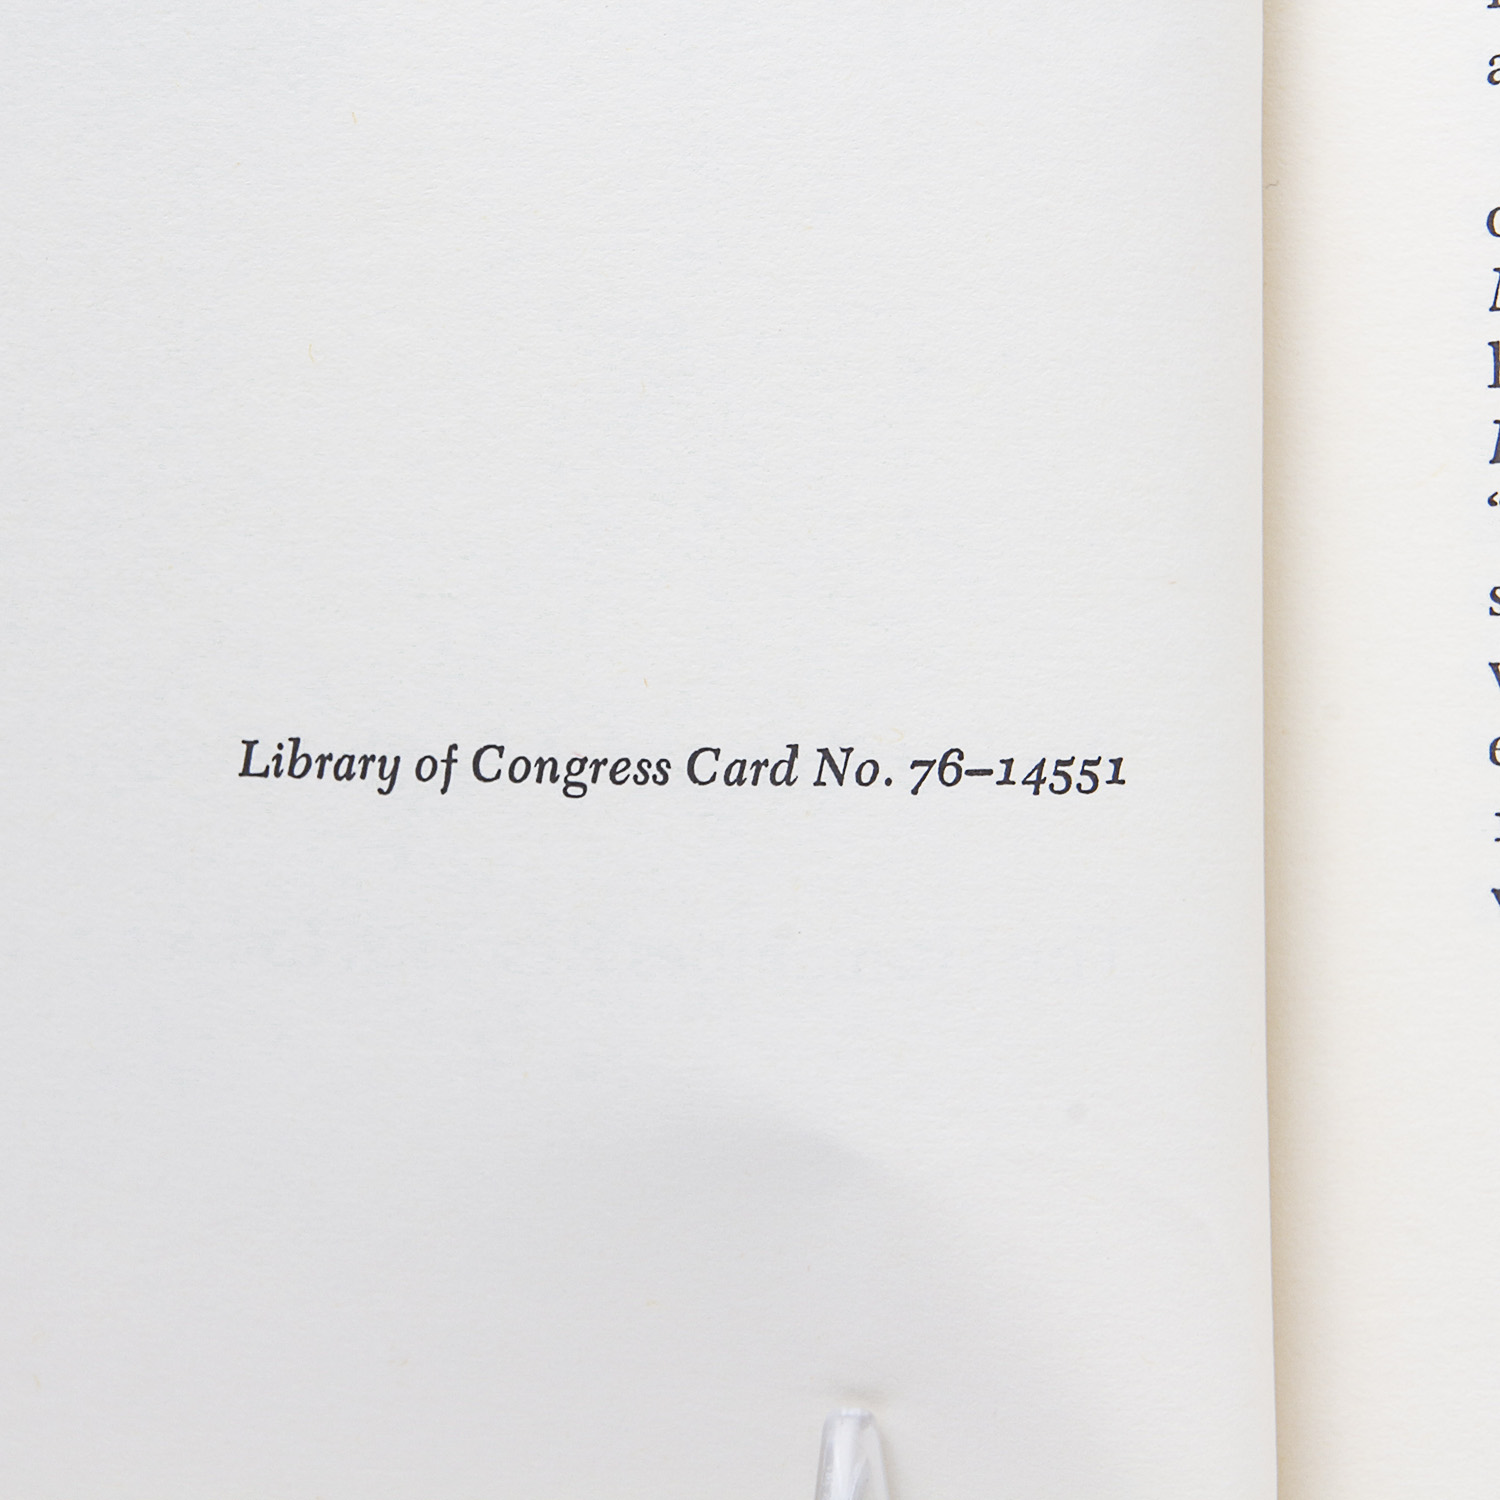 Library of Congress Card No. 76–14551